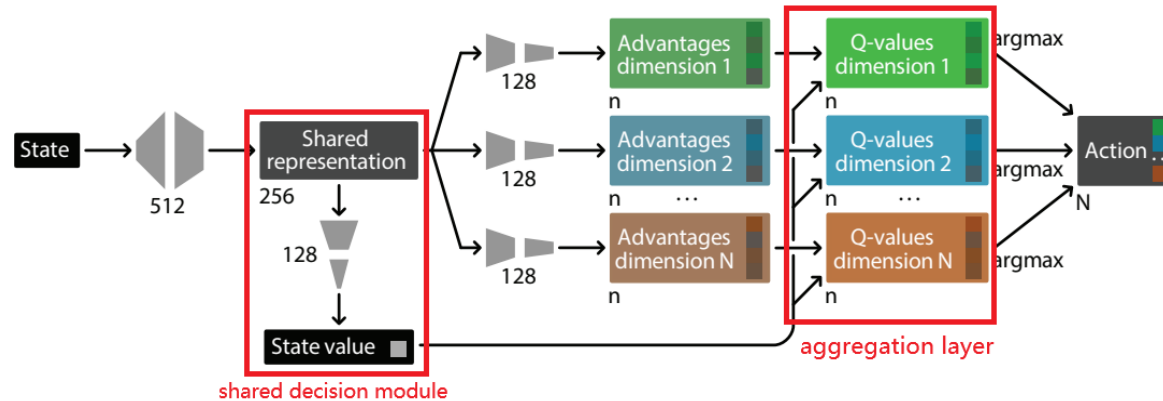 State
512
Shared
representation
256
128
State value
shared decision module
128
Advantages
dimension 1
n
128
Advantages
dimension 2
n
...
128
Advantages
dimension N
n
Q-values
dimension 1
n
Q-values
dimension 2
n
...
Q-values
dimension N
n
aggregation layer
argmax
argmax
argmax
Action
...
N